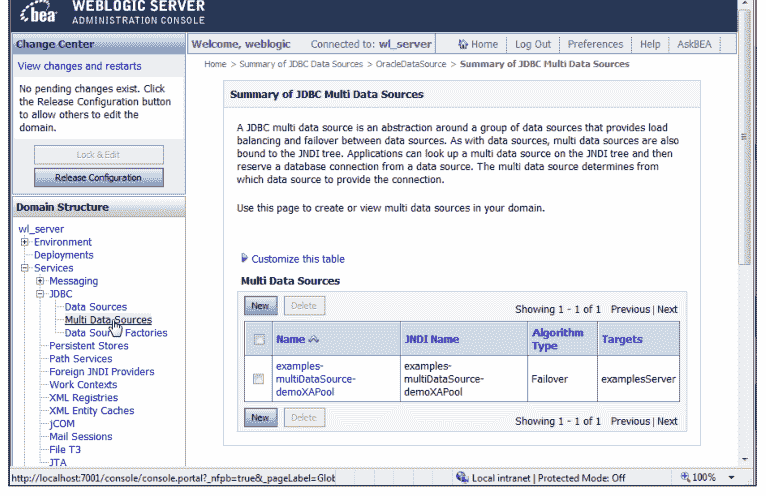 bea
WEBLOGIC SERVER
ADMINISTRATION CONSOLE
Change Center
View changes and restarts
No pending changes exist. Click
the Release Configuration button
to allow others to edit the
domain.
Lock & Edit
Release Configuration
Domain Structure
wl_server
Environment
Deployments
Services
Messaging
JDBC
Data Sources
Multi Data Sources
Data Source Factories
Persistent Stores
Path Services
Foreign JNDI Providers
Work Contexts
XML Registries
XML Entity Caches
jCOM
Mail Sessions
File T3
JTA
Welcome, weblogic Connected to: wl_server Home Log Out Preferences Help AskBEA
Home > Summary of JDBC Data Sources > OracleDataSource > Summary of JDBC Multi Data Sources
Summary of JDBC Multi Data Sources
A JDBC multi data source is an abstraction around a group of data sources that provides load
balancing and failover between data sources. As with data sources, multi data sources are also
bound to the JNDI tree. Applications can look up a multi data source on the JNDI tree and then
reserve a database connection from a data source. The multi data source determines from
which data source to provide the connection.
Use this page to create or view multi data sources in your domain.
Customize this table
Multi Data Sources
New Delete Showing 1 - 1 of 1 Previous | Next
Name JNDI Name Algorithm Type Targets
examples-
multiDataSource-
demoXAPool
examples-
multiDataSource-
demoXAPool
Failover
examplesServer
New Delete Showing 1 - 1 of 1 Previous | Next
http://localhost:7001/console/console.portal?_nfpb=true&_pageLabel=Glob Local intranet | Protected Mode: Off 100%